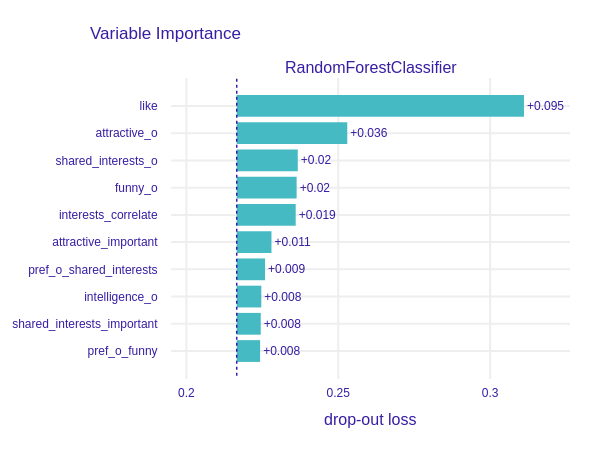 Variable Importance
RandomForestClassifier
like +0.095
attractive_o +0.036
shared_interests_o +0.02
funny_o +0.02
interests_correlate +0.019
attractive_important +0.011
pref_o_shared_interests +0.009
intelligence_o +0.008
shared_interests_important +0.008
pref_o_funny +0.008
0.2 0.25 0.3
drop-out loss